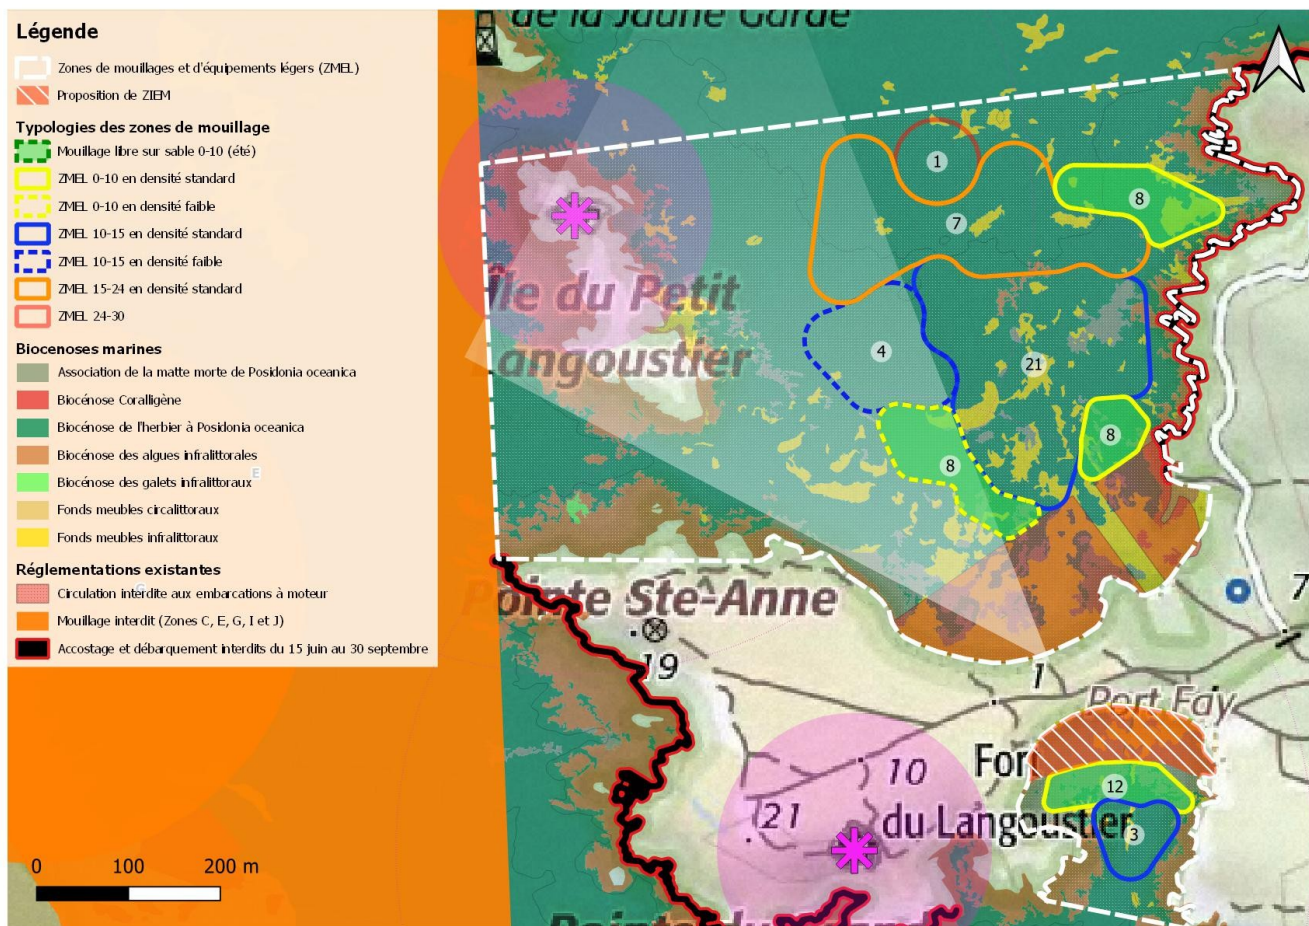 Légende
Zones de mouillages et d'équipements légers (ZMEL)
Proposition de ZIEM
Typologies des zones de mouillage
Mouillage libre sur sable 0-10 (été)
ZMEL 0-10 en densité standard
ZMEL 0-10 en densité faible
ZMEL 10-15 en densité standard
ZMEL 10-15 en densité faible
ZMEL 15-24 en densité standard
ZMEL 24-30
Biocenoses marines
Association de la matte morte de Posidonia oceanica
Biocénose Coralligène
Biocénose de l'herbier à Posidonia oceanica
Biocénose des algues infralittorales
Biocénose des galets infralittoraux
E
Fonds meubles circalittoraux
Fonds meubles infralittoraux
Réglementations existantes
Circulation interdite aux embarcations à moteur
Mouillage interdit (Zones C, E, G, I et J)
Accostage et débarquement interdits du 15 juin au 30 septembre
0 100 200 m
de la Jaune Garde
1
8
7
Île du Petit
Langoustier
4
21
8
8
Pointe Ste-Anne
7
19
1
Port Fay
10
12
du Langoustier
21
3